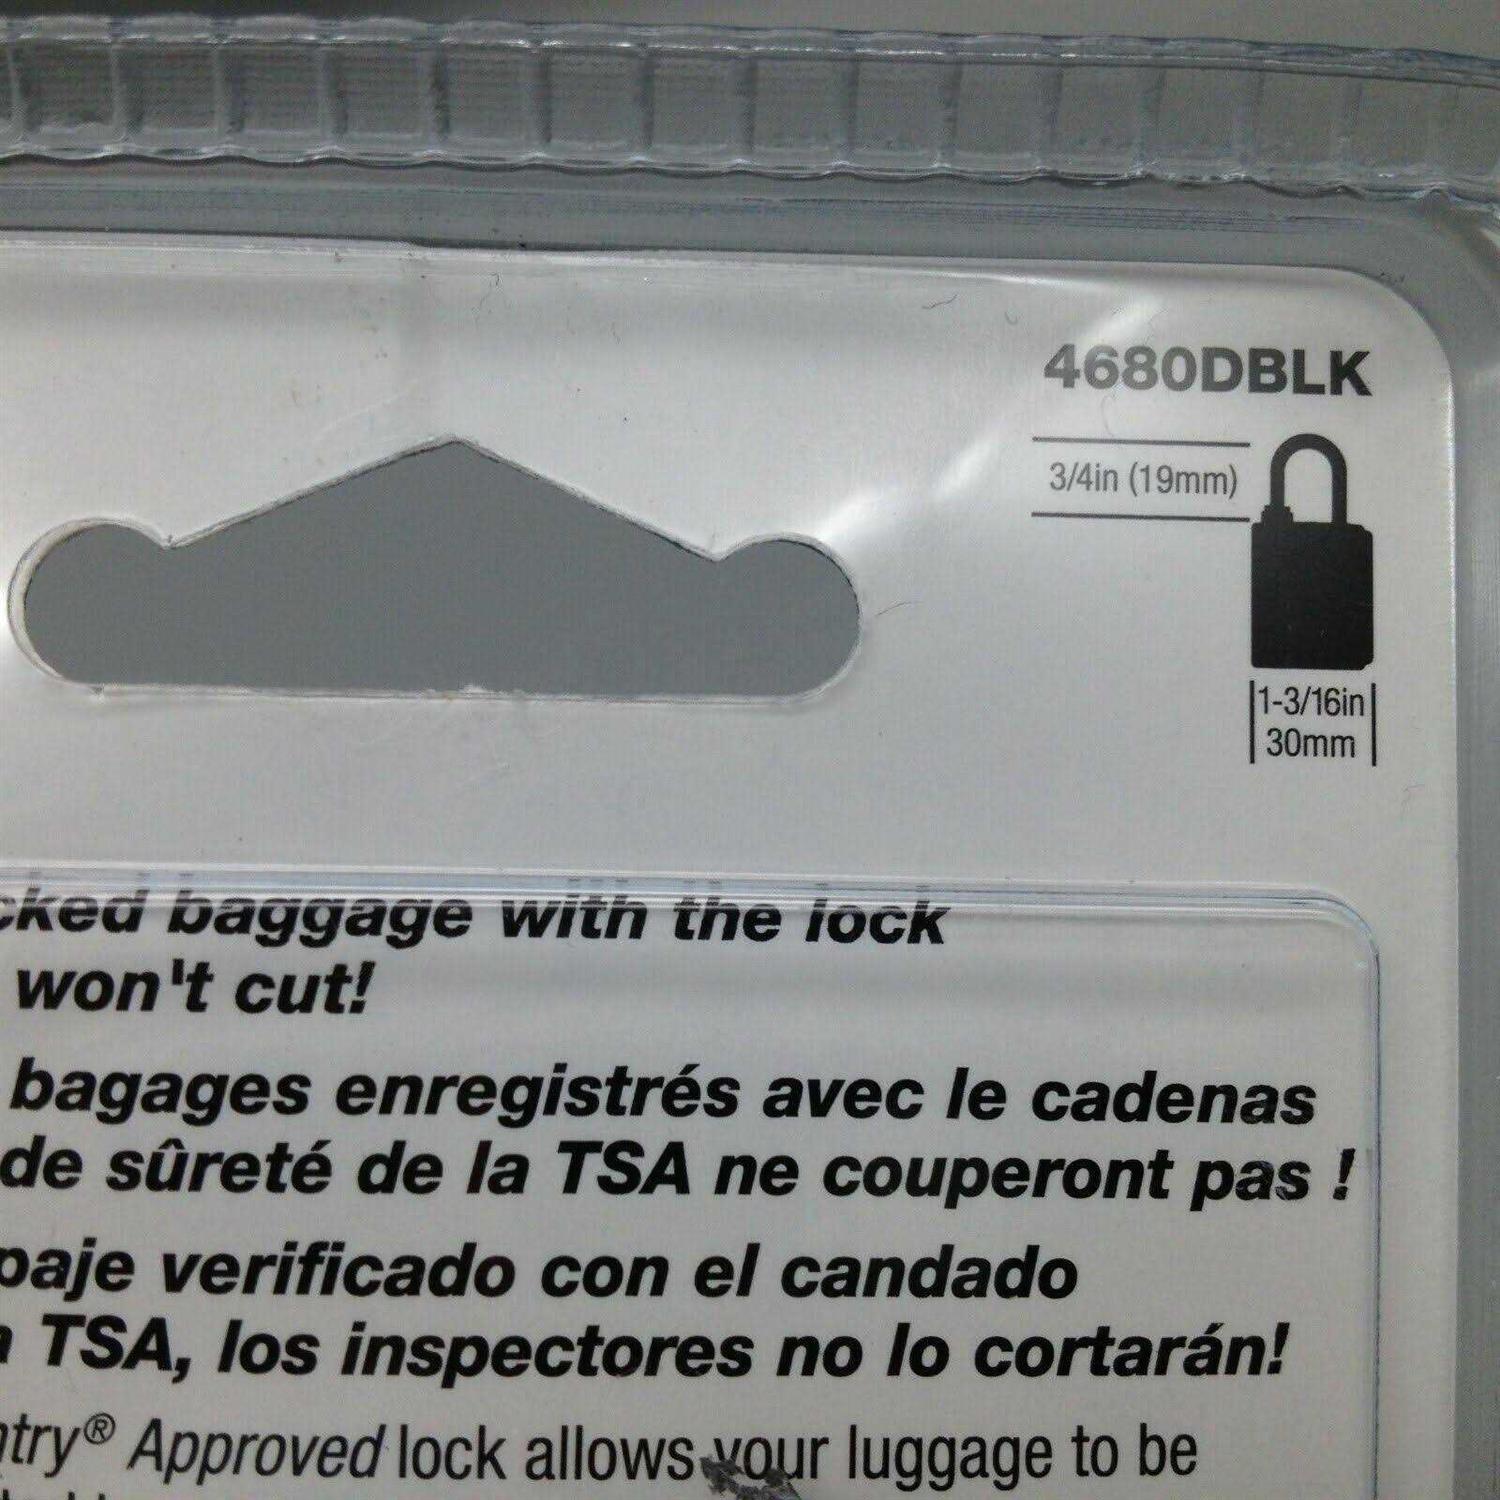 4680DBLK
3/4in (19mm)
1-3/16in
30mm
cked baggage with the lock
won't cut!
bagages enregistrés avec le cadenas
de sûreté de la TSA ne couperont pas !
paje verificado con el candado
TSA, los inspectores no lo cortarán!
ntry® Approved lock allows your luggage to be